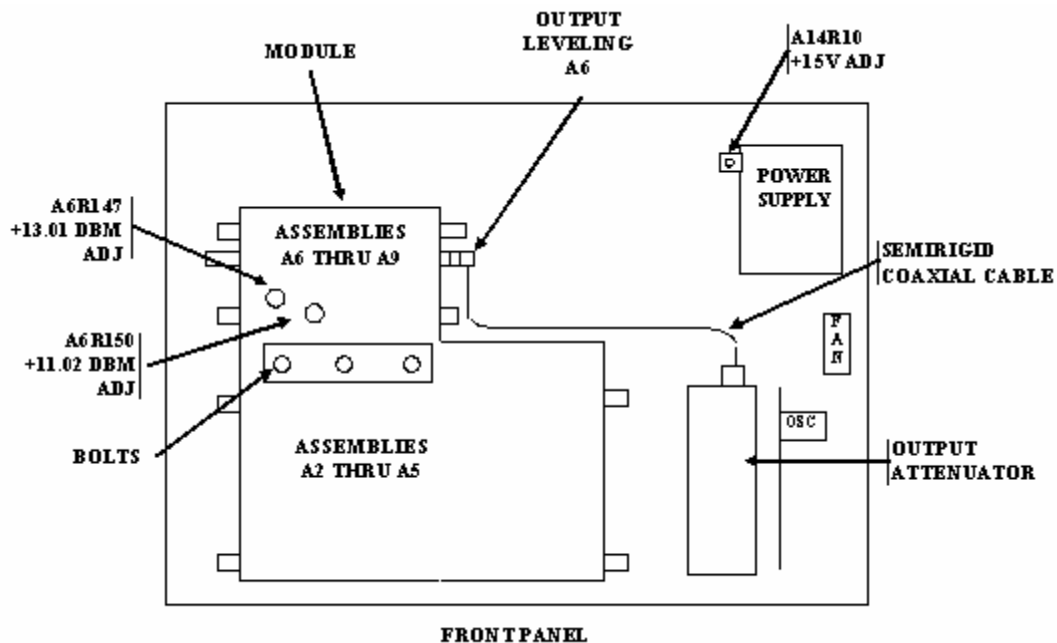 OUTPUT
LEVELING
A6
A14R10
+15V ADJ
MODULE
POWER
SUPPLY
A6R147
+13.01 DBM
ADJ
ASSEMBLIES
A6 THRU A9
SEMIRIGID
COAXIAL CABLE
FAN
A6R150
+11.02 DBM
ADJ
OSC
BOLTS
ASSEMBLIES
A2 THRU A5
OUTPUT
ATTENUATOR
FRONT PANEL